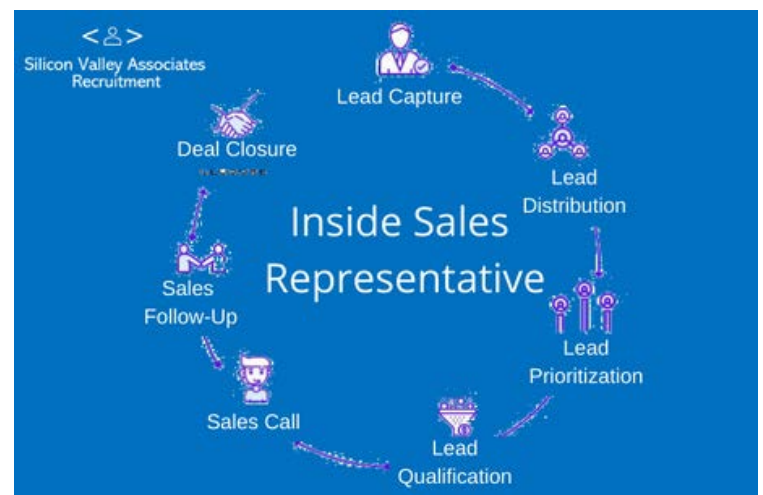 Silicon Valley Associates
Recruitment
Lead Capture
Deal Closure
Lead
Distribution
Inside Sales
Representative
Sales
Follow-Up
Lead
Prioritization
Sales Call
Lead
Qualification